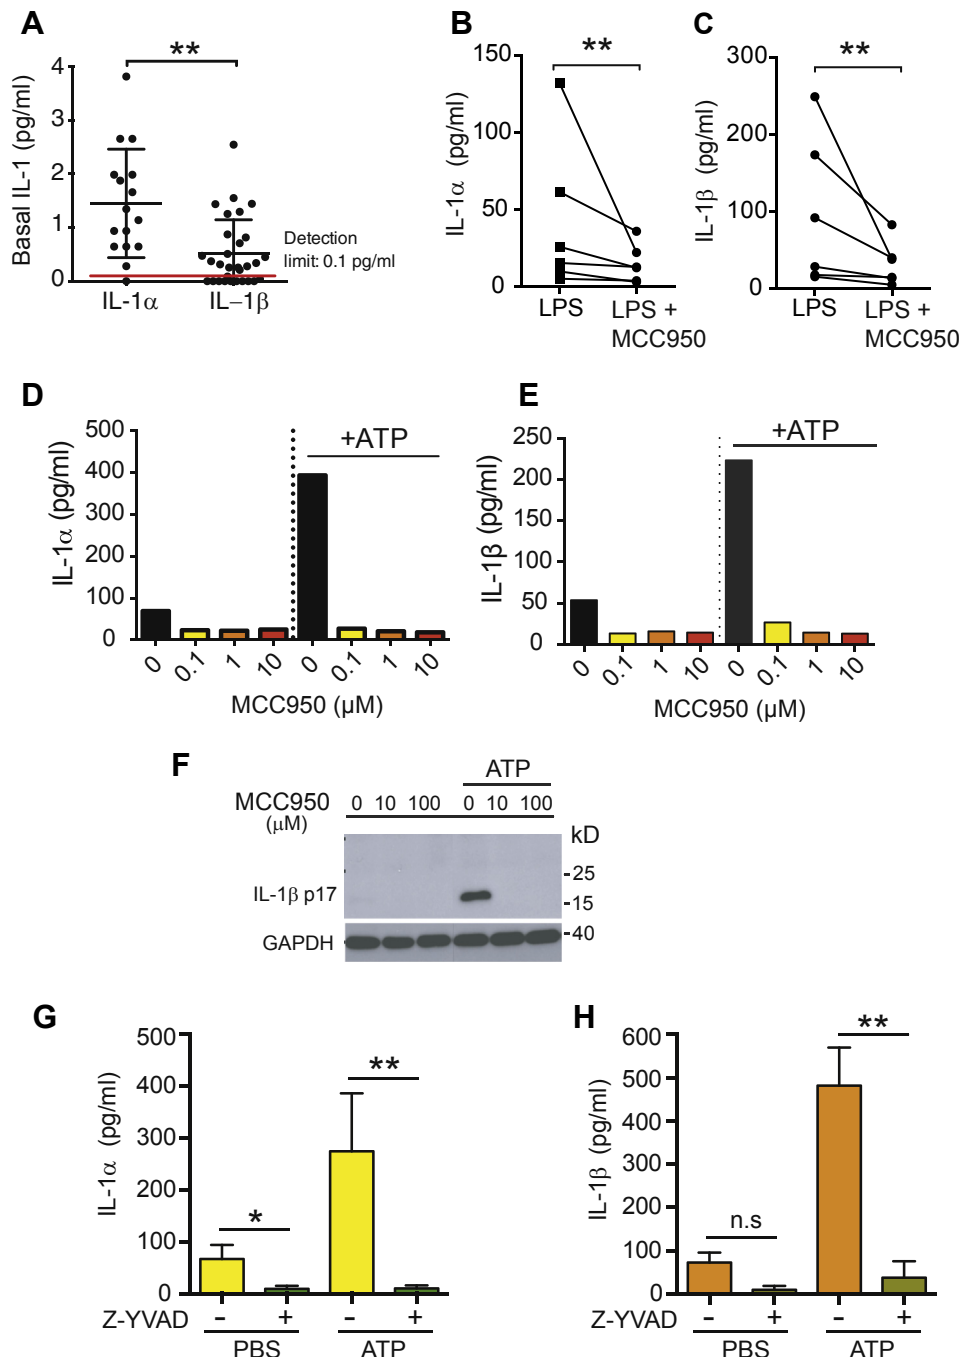 A
**
Basal IL-1 (pg/ml)
4
3
2
1
0
Detection
limit: 0.1 pg/ml
IL-1α
IL−1β
B
**
IL-1α (pg/ml)
150
100
50
0
LPS
LPS +
MCC950
C
**
IL-1β (pg/ml)
300
200
100
0
LPS
LPS +
MCC950
D
IL-1α (pg/ml)
500
400
300
200
100
0
+ATP
0 0.1 1 10 0 0.1 1 10
MCC950 (μM)
E
IL-1β (pg/ml)
250
200
150
100
50
0
+ATP
0 0.1 1 10 0 0.1 1 10
MCC950 (μM)
F
ATP
MCC950 0 10 100 0 10 100
(μM)
kD
-25
IL-1β p17
-15
-40
GAPDH
G
IL-1α (pg/ml)
500
400
300
200
100
0
*
**
Z-YVAD - + - +
PBS ATP
H
IL-1β (pg/ml)
600
500
400
300
200
100
0
n.s
**
Z-YVAD - + - +
PBS ATP